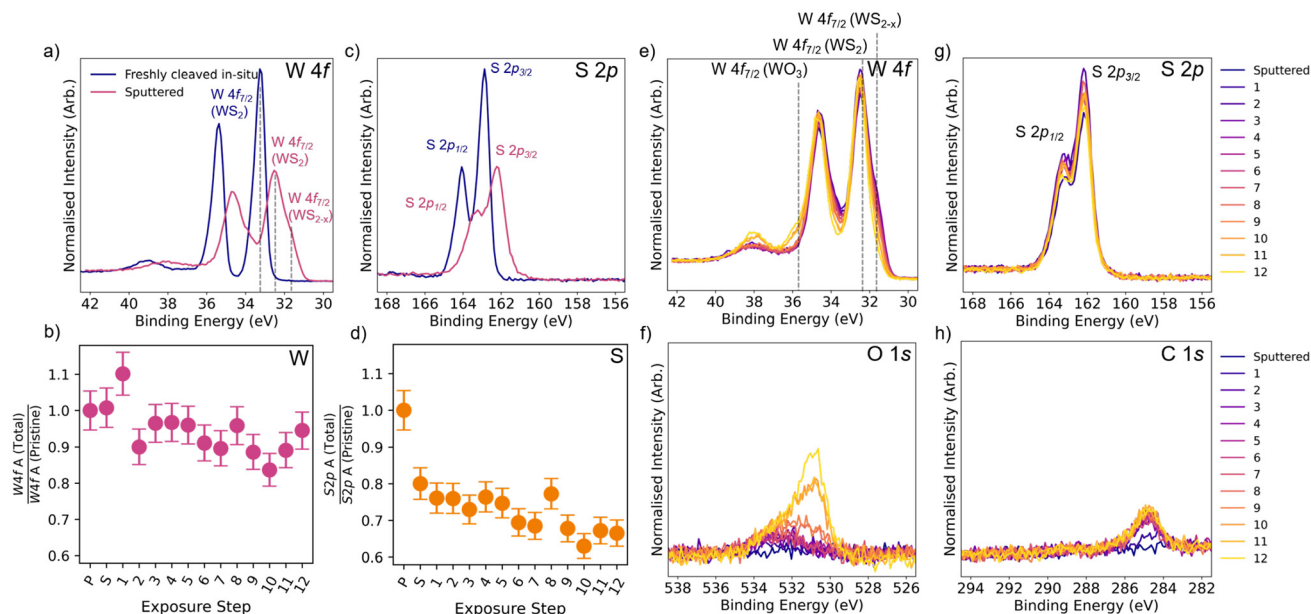 a)
W 4f
Freshly cleaved in-situ
Sputtered
W 4f7/2
(WS2)
W 4f7/2
(WS2)
W 4f7/2
(WS2-x)
Normalised Intensity (Arb.)
42 40 38 36 34 32 30
Binding Energy (eV)
c)
S 2p
S 2p3/2
S 2p1/2
S 2p3/2
S 2p1/2
Normalised Intensity (Arb.)
168 166 164 162 160 158 156
Binding Energy (eV)
e)
W 4f7/2 (WS2-x)
W 4f7/2 (WS2)
W 4f7/2 (WO3)
W 4f
Normalised Intensity (Arb.)
42 40 38 36 34 32 30
Binding Energy (eV)
g)
S 2p
S 2p3/2
S 2p1/2
Normalised Intensity (Arb.)
168 166 164 162 160 158 156
Binding Energy (eV)
Sputtered
1
2
3
4
5
6
7
8
9
10
11
12
b)
W
W4f A (Total)
W4f A (Pristine)
1.1
1.0
0.9
0.8
0.7
0.6
P S 1 2 3 4 5 6 7 8 9 10 11 12
Exposure Step
d)
S
S2p A (Total)
S2p A (Pristine)
1.1
1.0
0.9
0.8
0.7
0.6
P S 1 2 3 4 5 6 7 8 9 10 11 12
Exposure Step
f)
O 1s
Normalised Intensity (Arb.)
538 536 534 532 530 528 526
Binding Energy (eV)
h)
C 1s
Normalised Intensity (Arb.)
294 292 290 288 286 284 282
Binding Energy (eV)
Sputtered
1
2
3
4
5
6
7
8
9
10
11
12